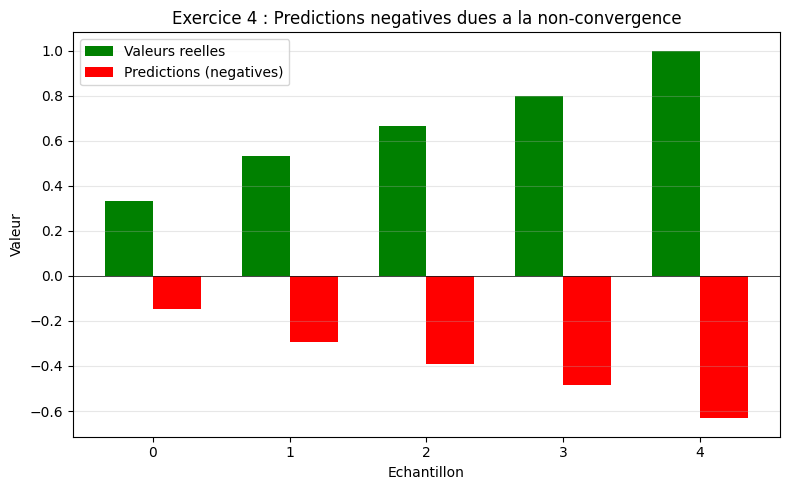 Exercice 4 : Predictions negatives dues a la non-convergence
Valeurs reelles
Predictions (negatives)
1.0
0.8
0.6
0.4
0.2
0.0
−0.2
−0.4
−0.6
Valeur
0 1 2 3 4
Echantillon